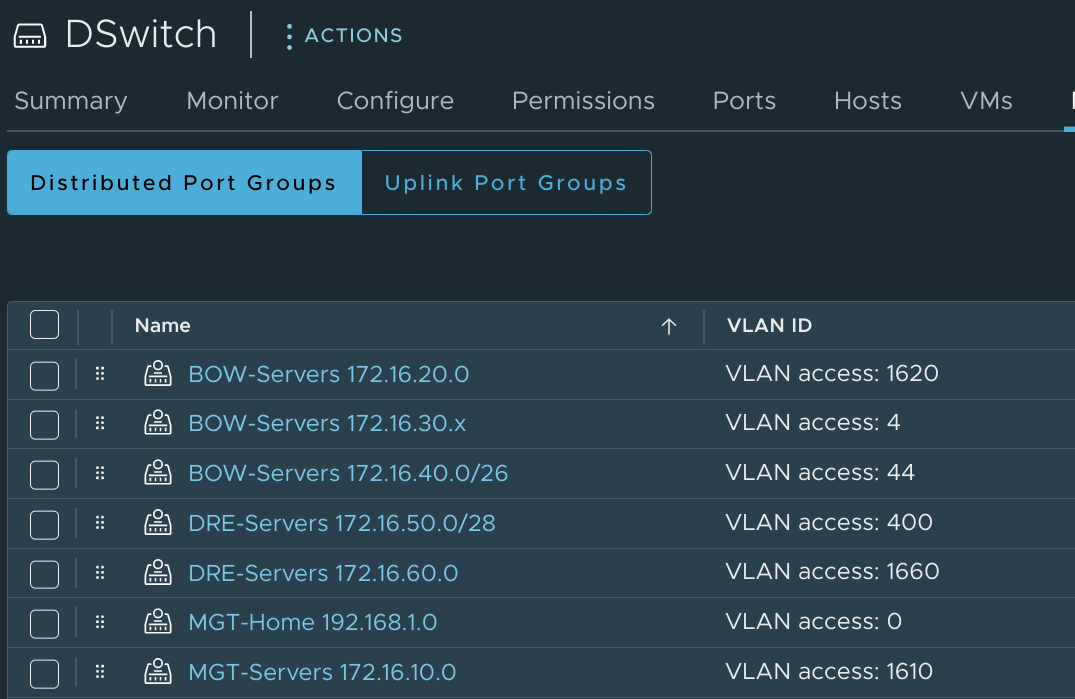 DSwitch ACTIONS
Summary Monitor Configure Permissions Ports Hosts VMs
Distributed Port Groups Uplink Port Groups
Name VLAN ID
BOW-Servers 172.16.20.0 VLAN access: 1620
BOW-Servers 172.16.30.x VLAN access: 4
BOW-Servers 172.16.40.0/26 VLAN access: 44
DRE-Servers 172.16.50.0/28 VLAN access: 400
DRE-Servers 172.16.60.0 VLAN access: 1660
MGT-Home 192.168.1.0 VLAN access: 0
MGT-Servers 172.16.10.0 VLAN access: 1610